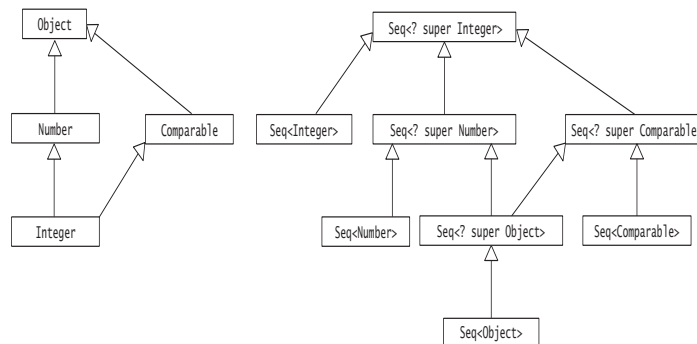 Object
Seq<? super Integer>
Number
Comparable
Seq<Integer>
Seq<? super Number>
Seq<? super Comparable
Integer
Seq<Number>
Seq<? super Object>
Seq<Comparable>
Seq<Object>